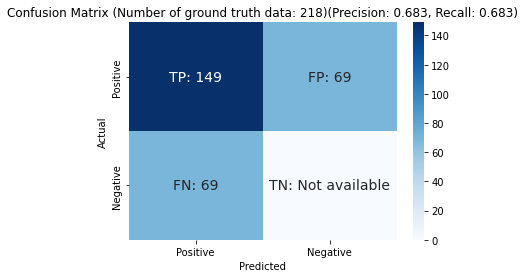 Confusion Matrix (Number of ground truth data: 218)(Precision: 0.683, Recall: 0.683)
TP: 149
FP: 69
FN: 69
TN: Not available
Positive
Negative
Actual
Positive
Negative
Predicted
140
120
100
80
60
40
20
0